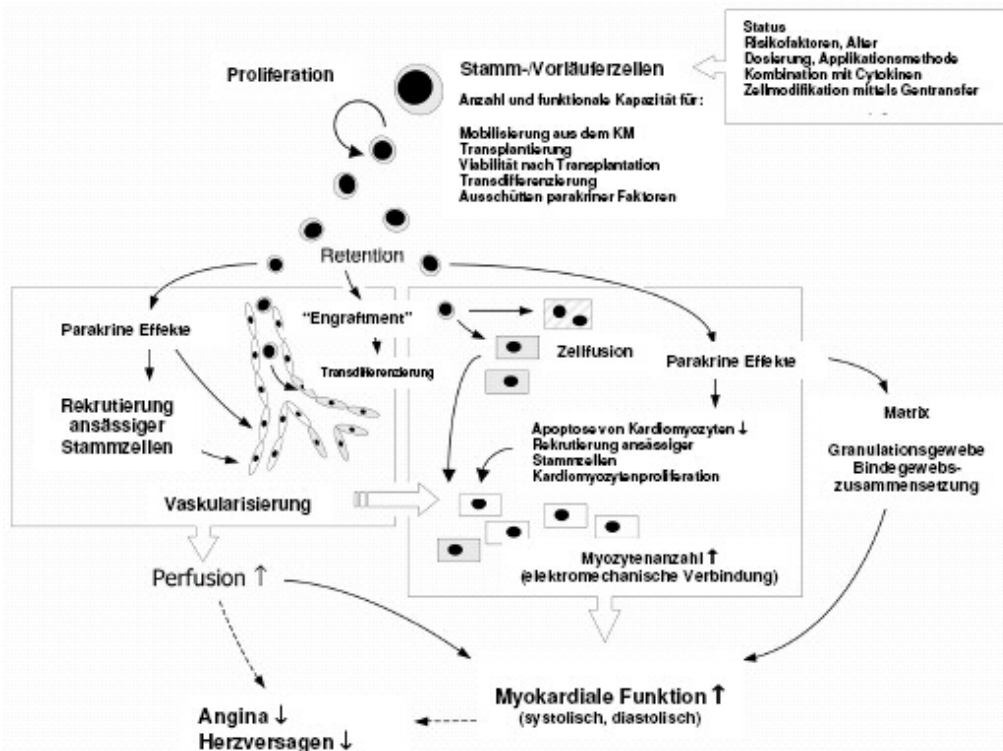 Status
Risikofaktoren, Alter
Dosierung, Applikationsmethode
Kombination mit Cytokinen
Zellmodifikation mittels Gentransfer
Proliferation
Stamm-/Vorläuferzellen
Anzahl und funktionale Kapazität für:
Mobilisierung aus dem KM
Transplantierung
Viabilität nach Transplantation
Transdifferenzierung
Ausschütten parakriner Faktoren
Retention
Parakrine Effekte
"Engraftment"
Transdifferenzierung
Rekrutierung
ansässiger
Stammzellen
Vaskularisierung
Zellfusion
Parakrine Effekte
Apoptose von Kardiomyozyten ↓
Rekrutierung ansässiger
Stammzellen
Kardiomyozytenproliferation
Matrix
Granulationsgewebe
Bindegewebs-
zusammensetzung
Myozytenanzahl ↑
(elektromechanische Verbindung)
Perfusion ↑
Myokardiale Funktion ↑
(systolisch, diastolisch)
Angina ↓
Herzversagen ↓